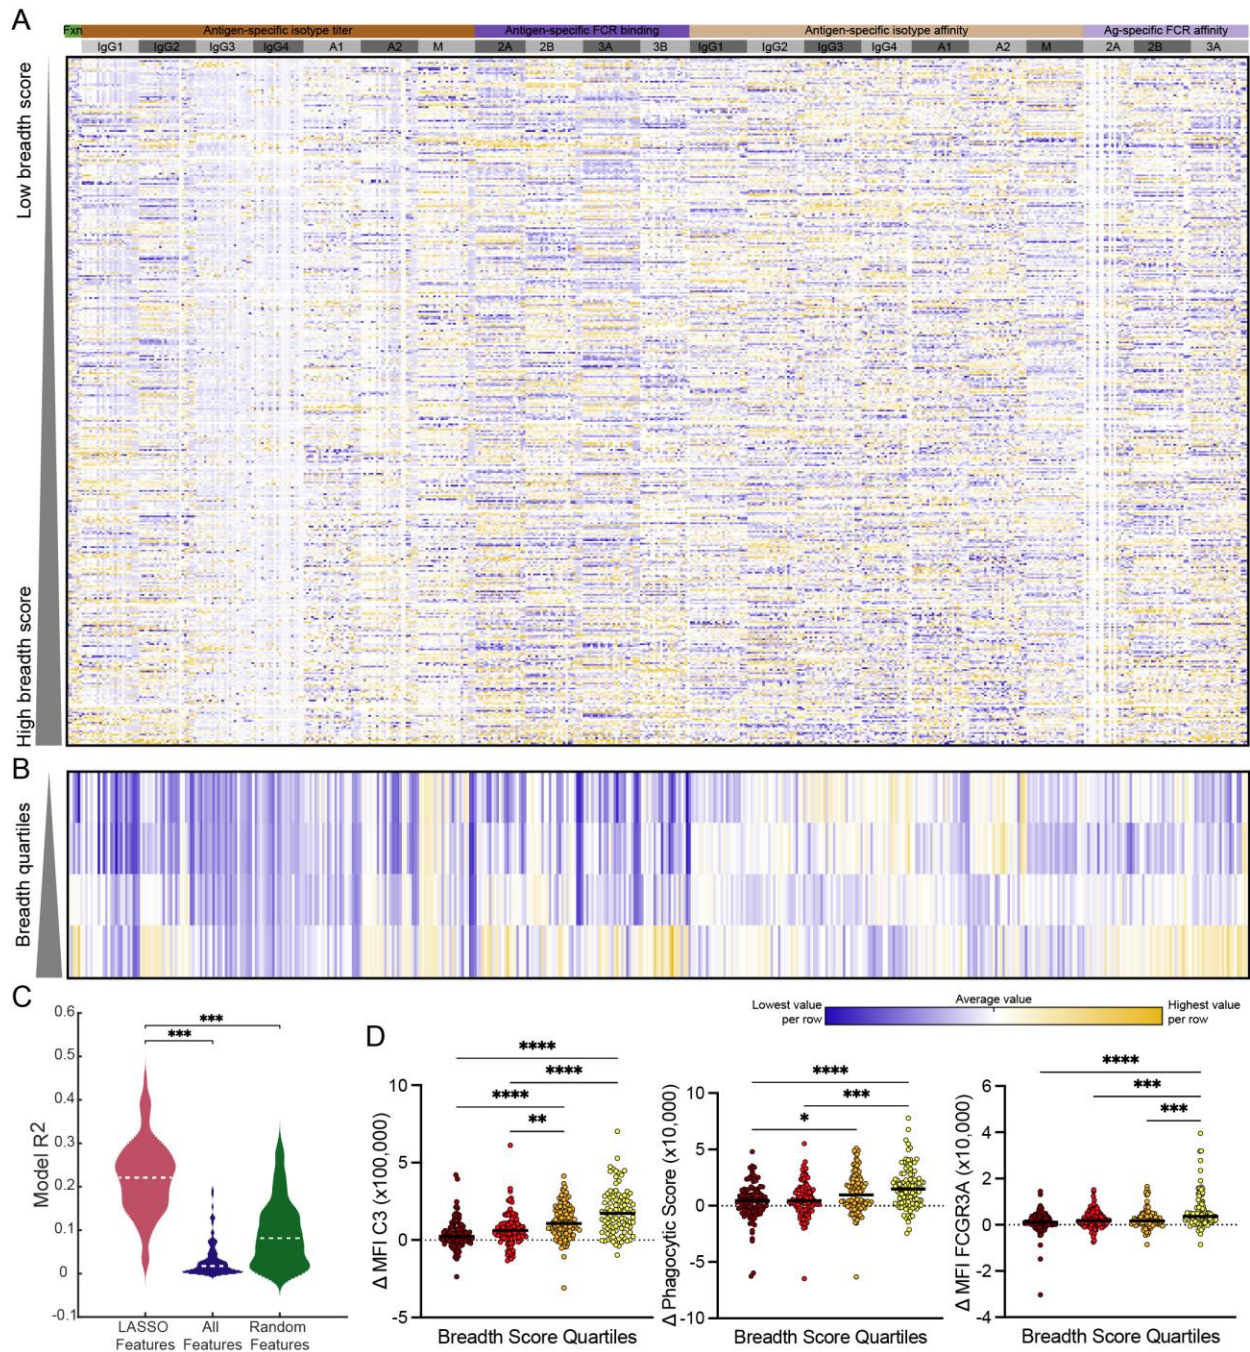 A
Fxn Antigen-specific isotype titer Antigen-specific FCR binding Antigen-specific isotype affinity Ag-specific FCR affinity
IgG1 IgG2 IgG3 IgG4 A1 A2 M 2A 2B 3A 3B IgG1 IgG2 IgG3 IgG4 A1 A2 M 2A 2B 3A
Low breadth score
High breadth score
B
Breadth quartiles
Lowest value per row
Average value
Highest value per row
C
Model R2
0.6
0.5
0.4
0.3
0.2
0.1
0
-0.1
*** 
***
LASSO Features
All Features
Random Features
D
Δ MFI C3 (x100,000)
10
5
0
-5
****
****
****
**
Breadth Score Quartiles
Δ Phagocytic Score (x10,000)
10
5
0
-5
-10
****
***
*
Breadth Score Quartiles
Δ MFI FCGR3A (x10,000)
6
4
2
0
-2
-4
****
***
***
Breadth Score Quartiles